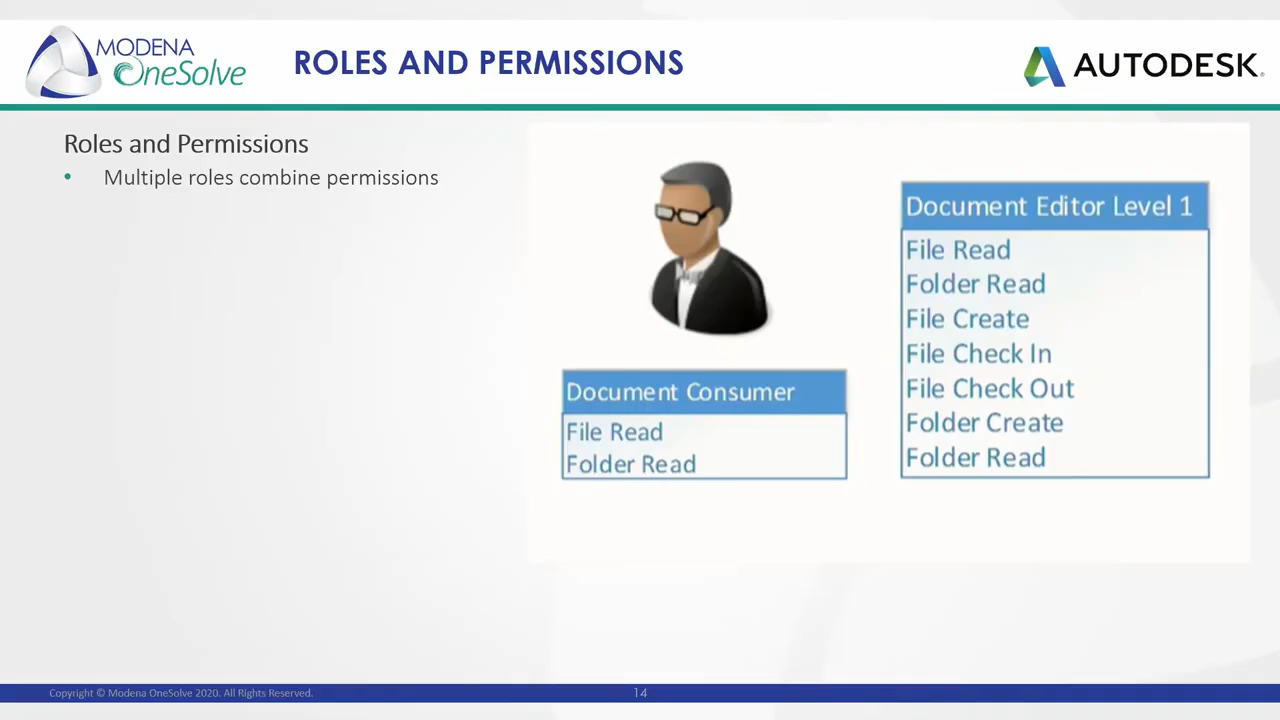 MODENA
OneSolve
ROLES AND PERMISSIONS
AUTODESK
Roles and Permissions
• Multiple roles combine permissions
Document Consumer
File Read
Folder Read
Document Editor Level 1
File Read
Folder Read
File Create
File Check In
File Check Out
Folder Create
Folder Read
Copyright © Modena OneSolve 2020. All Rights Reserved.
14